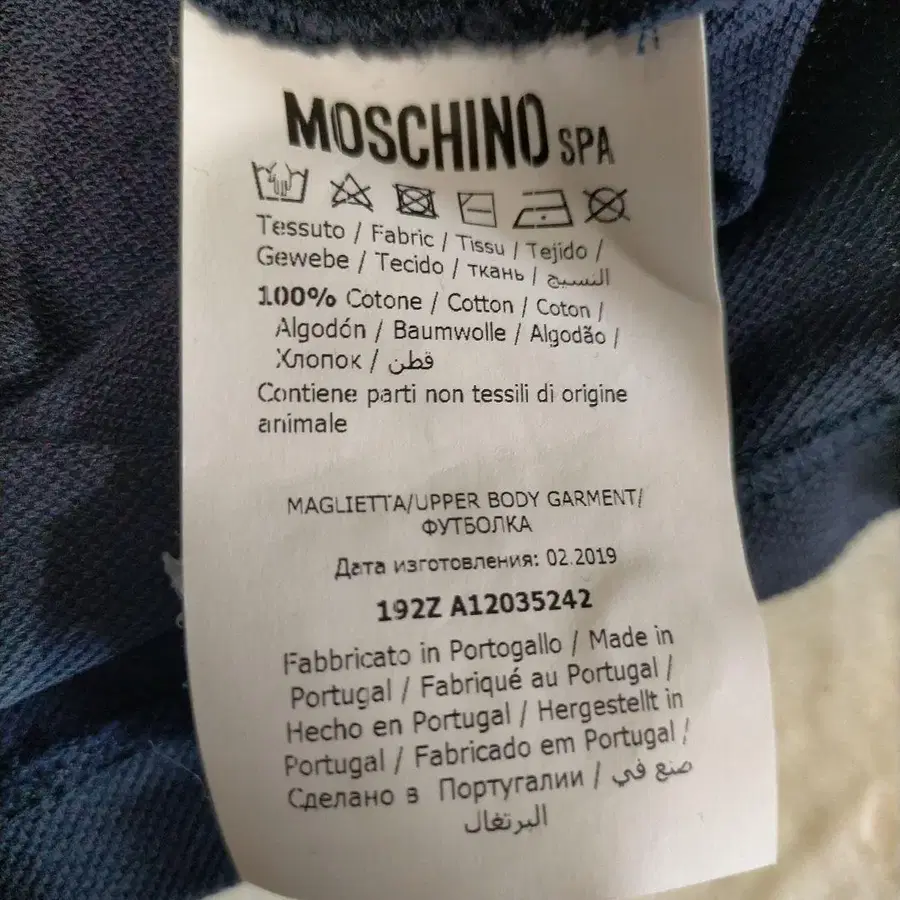 MOSCHINO SPA
Tessuto / Fabric / Tissu / Tejido /
Gewebe / Tecido / ткань / النسيج
100% Cotone / Cotton / Coton /
Algodón / Baumwolle / Algodão /
Хлопок / قطن
Contiene parti non tessili di origine
animale
MAGLIETTA/UPPER BODY GARMENT/
ФУТБОЛКА
Дата изготовления: 02.2019
192Z A12035242
Fabbricato in Portogallo / Made in
Portugal / Fabriqué au Portugal /
Hecho en Portugal / Hergestellt in
Portugal / Fabricado em Portugal /
Сделано в Португалии / صنع في
البرتغال